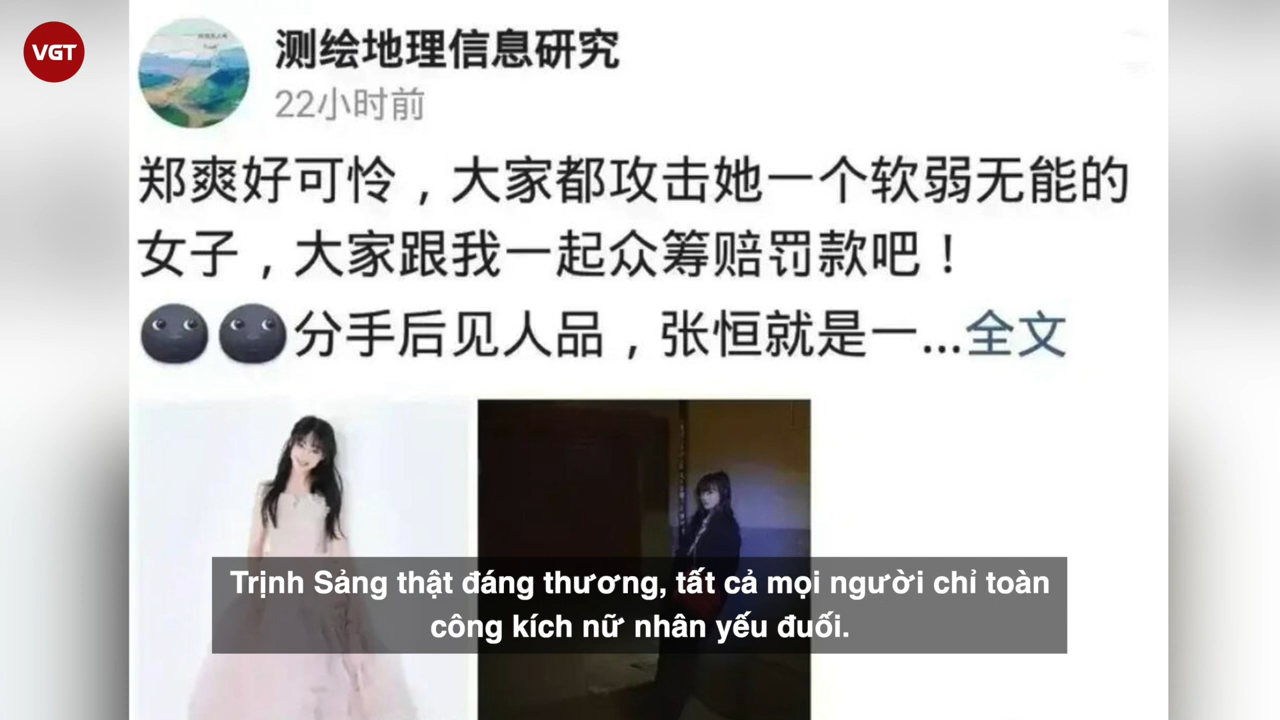 VGT
测绘地理信息研究
22小时前
郑爽好可怜，大家都攻击她一个软弱无能的
女子，大家跟我一起众筹赔罚款吧！
分手后见人品，张恒就是一...全文
Trịnh Sảng thật đáng thương, tất cả mọi người chỉ toàn
công kích nữ nhân yếu đuối.